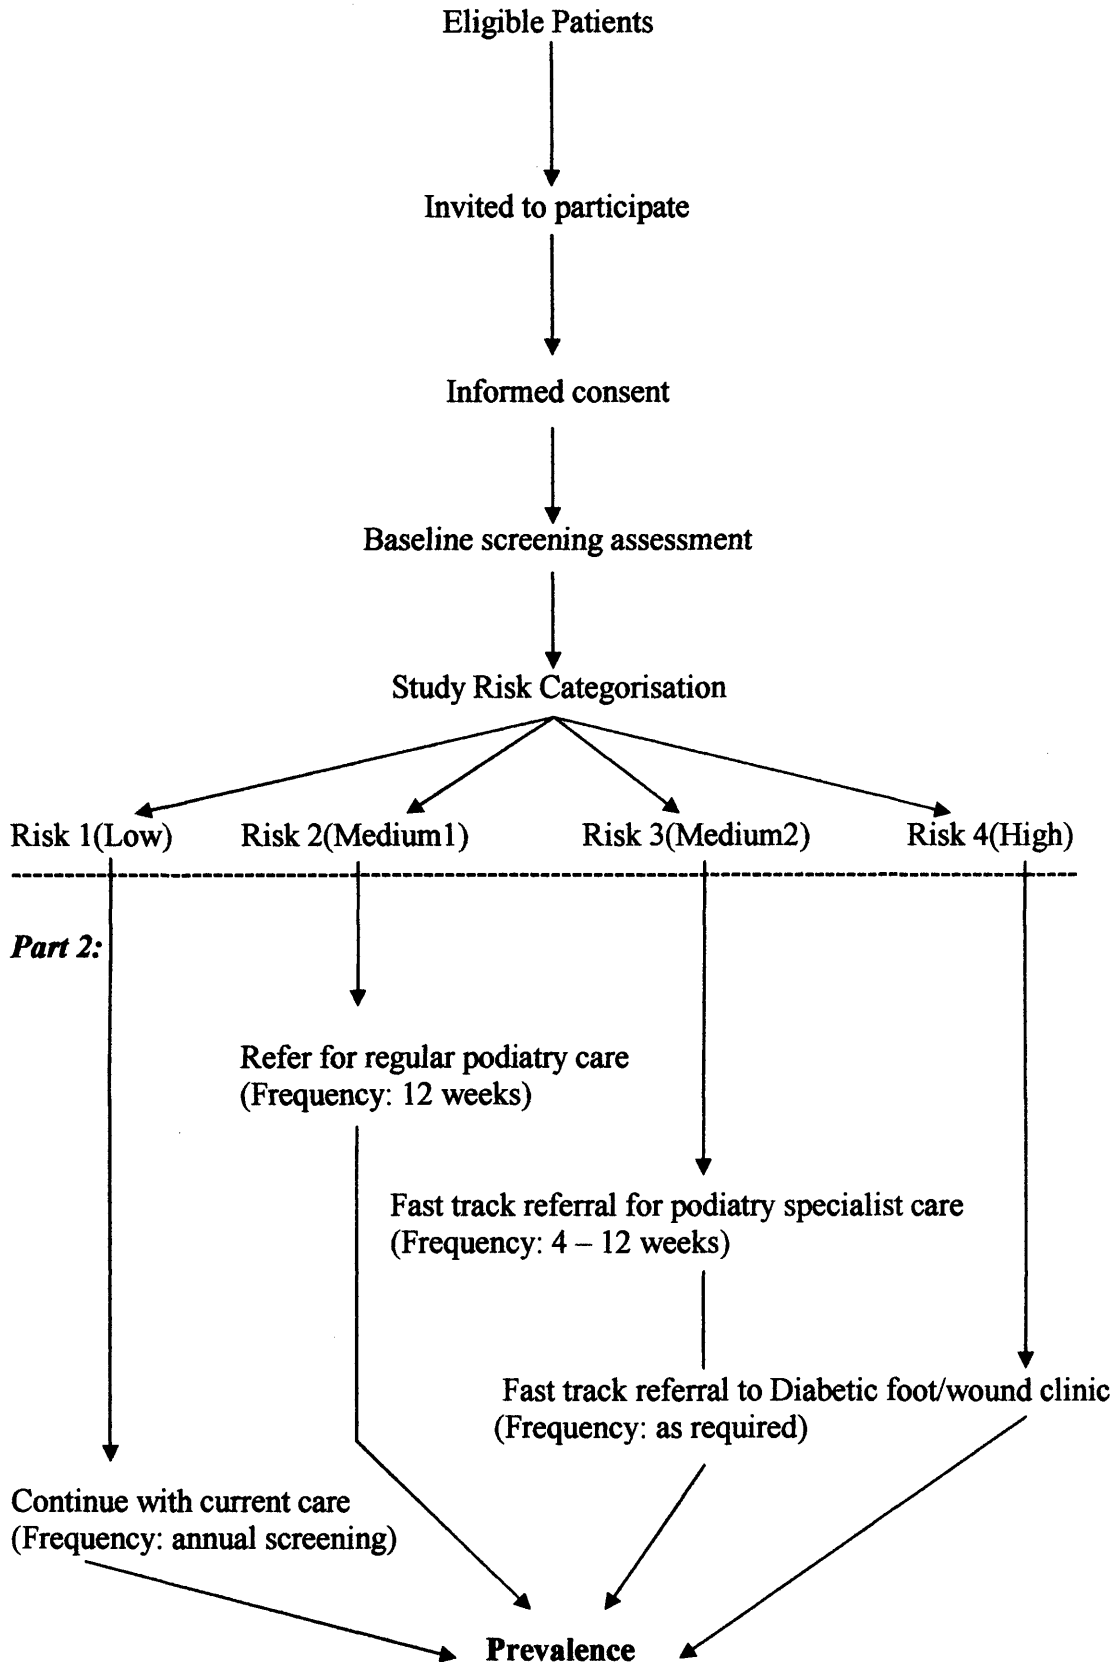 Eligible Patients
Invited to participate
Informed consent
Baseline screening assessment
Study Risk Categorisation
Risk 1(Low) Risk 2(Medium1) Risk 3(Medium2) Risk 4(High)
Part 2:
Refer for regular podiatry care
(Frequency: 12 weeks)
Fast track referral for podiatry specialist care
(Frequency: 4 – 12 weeks)
Fast track referral to Diabetic foot/wound clinic
(Frequency: as required)
Continue with current care
(Frequency: annual screening)
Prevalence